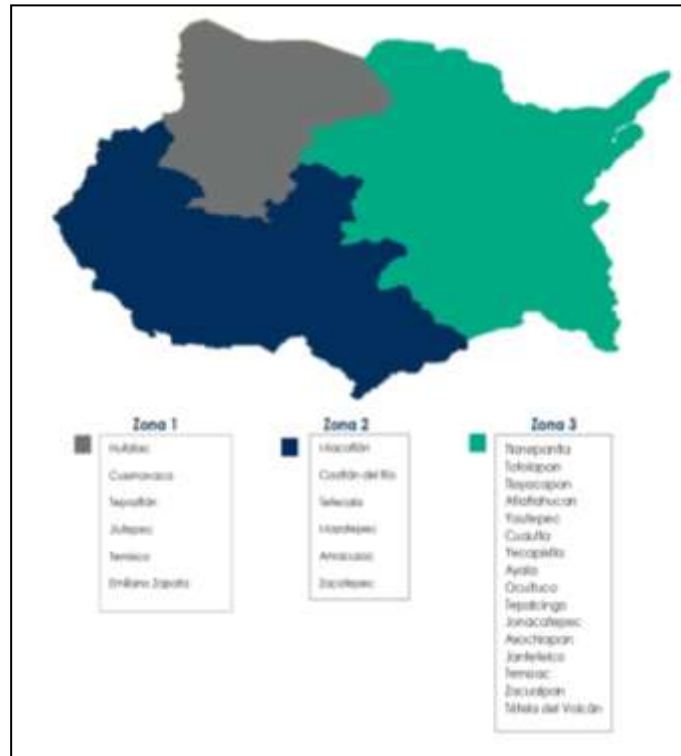 Zona 1
Huitzilac
Cuernavaca
Tepoztlán
Jiutepec
Temixco
Emiliano Zapata
Zona 2
Miacatlán
Coatlán del Río
Tetecala
Mazatepec
Amacuzac
Zacatepec
Zona 3
Tlalnepantla
Totolapan
Tlayacapan
Atlatlahucan
Yautepec
Cuautla
Yecapixtla
Ayala
Ocuituco
Tepalcingo
Jonacatepec
Axochiapan
Jantetelco
Temoac
Zacualpan
Tetela del Volcán